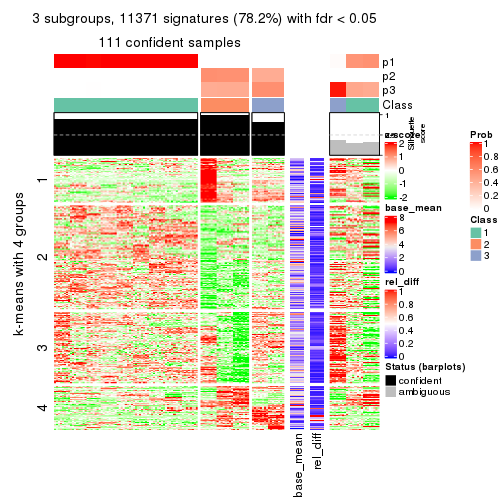 3 subgroups, 11371 signatures (78.2%) with fdr < 0.05
111 confident samples
p1
p2
p3
Class
1
Silhouette
score
k-means with 4 groups
1
2
3
4
base_mean
rel_diff
z-score
2
1
0
-1
-2
base_mean
8
6
4
2
0
rel_diff
1
0.8
0.6
0.4
0.2
0
Status (barplots)
confident
ambiguous
Prob
1
0.8
0.6
0.4
0.2
0
Class
1
2
3